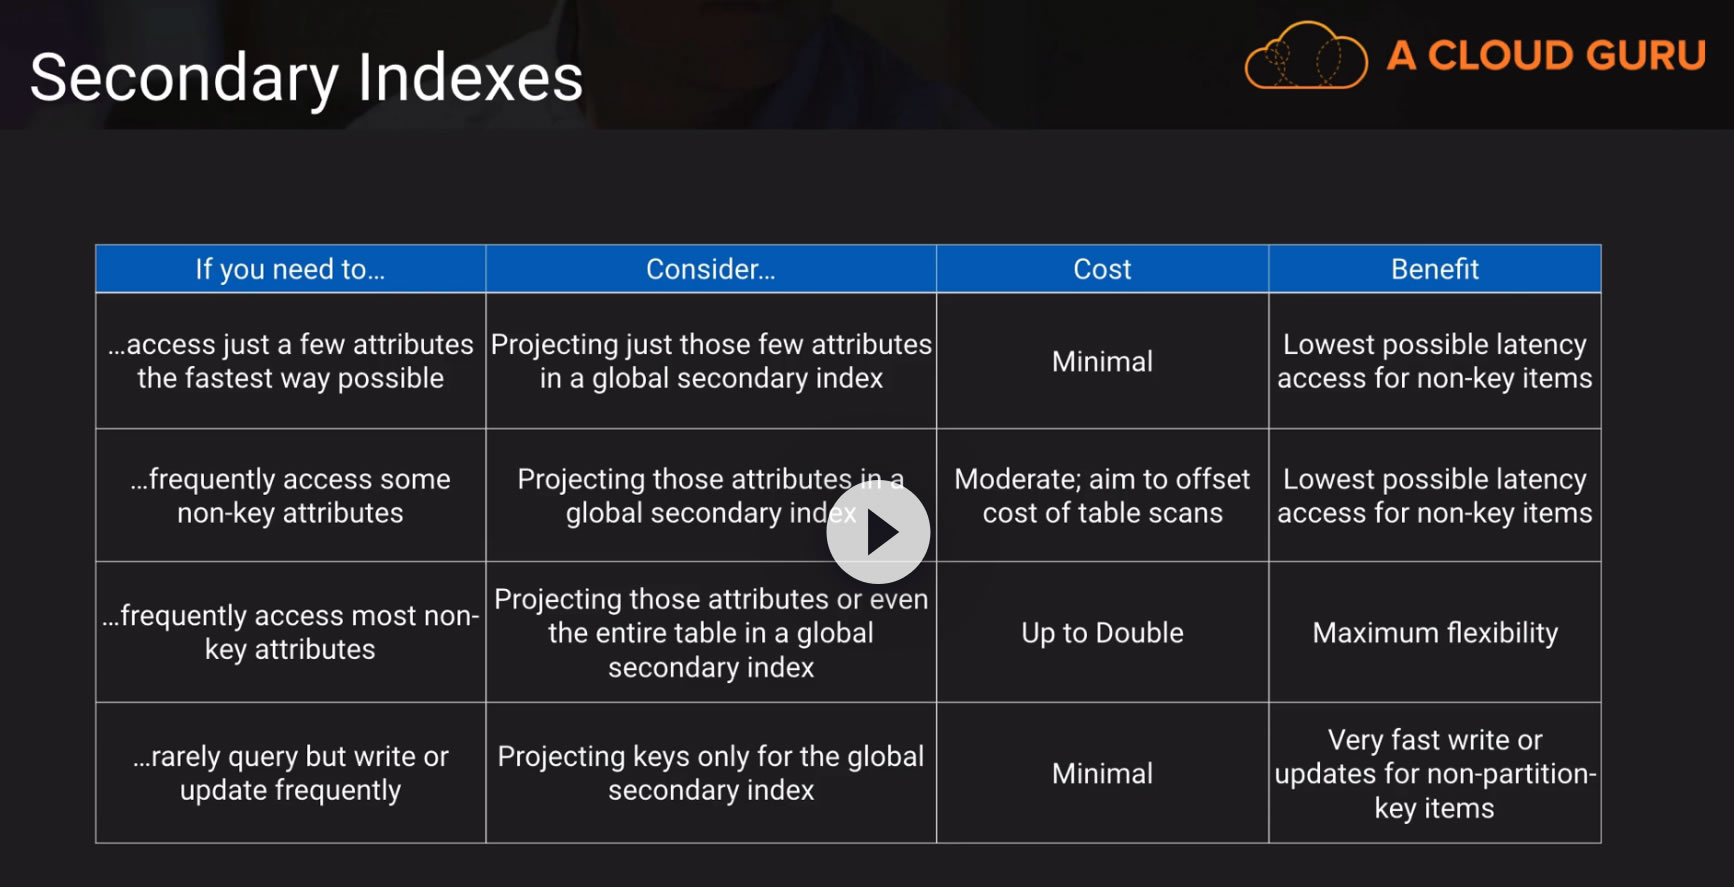 Secondary Indexes
A CLOUD GURU
If you need to...
Consider...
Cost
Benefit
...access just a few attributes
the fastest way possible
Projecting just those few attributes
in a global secondary index
Minimal
Lowest possible latency
access for non-key items
...frequently access some
non-key attributes
Projecting those attributes in a
global secondary index
Moderate; aim to offset
cost of table scans
Lowest possible latency
access for non-key items
...frequently access most non-
key attributes
Projecting those attributes or even
the entire table in a global
secondary index
Up to Double
Maximum flexibility
...rarely query but write or
update frequently
Projecting keys only for the global
secondary index
Minimal
Very fast write or
updates for non-partition-
key items